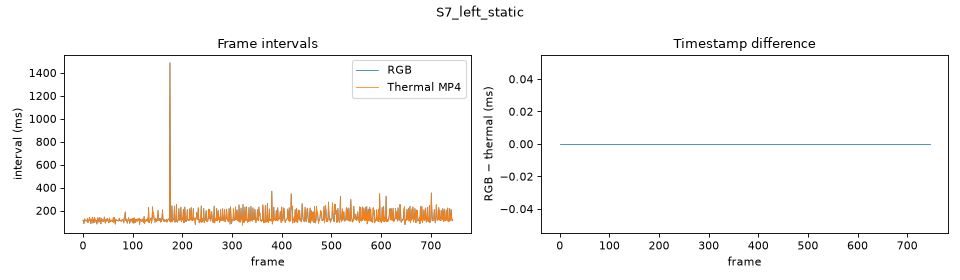 S7_left_static
Frame intervals
interval (ms)
1400
1200
1000
800
600
400
200
RGB
Thermal MP4
0 100 200 300 400 500 600 700
frame
Timestamp difference
RGB − thermal (ms)
0.04
0.02
0.00
−0.02
−0.04
0 100 200 300 400 500 600 700
frame